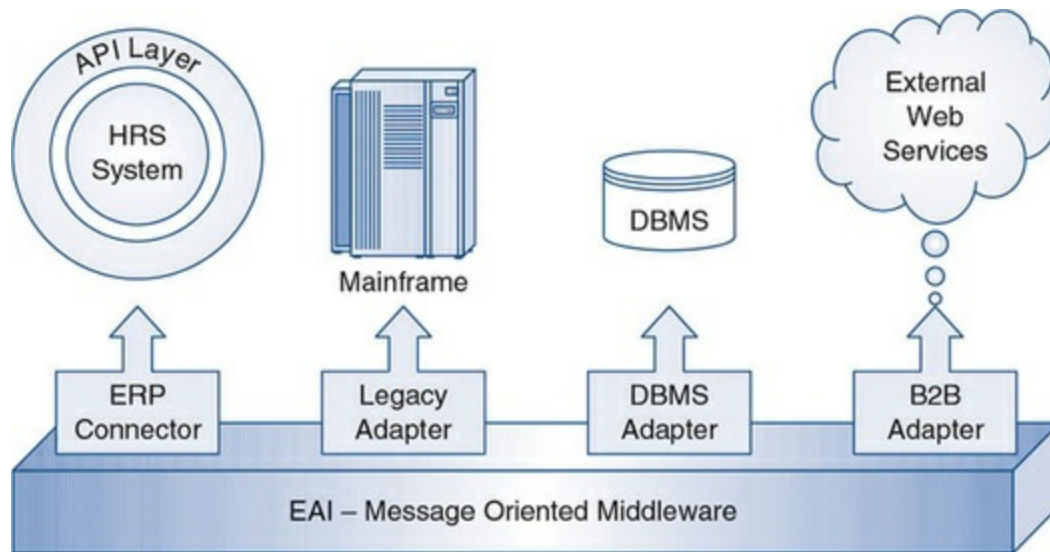 API Layer
HRS
System
Mainframe
DBMS
External
Web
Services
ERP
Connector
Legacy
Adapter
DBMS
Adapter
B2B
Adapter
EAI – Message Oriented Middleware